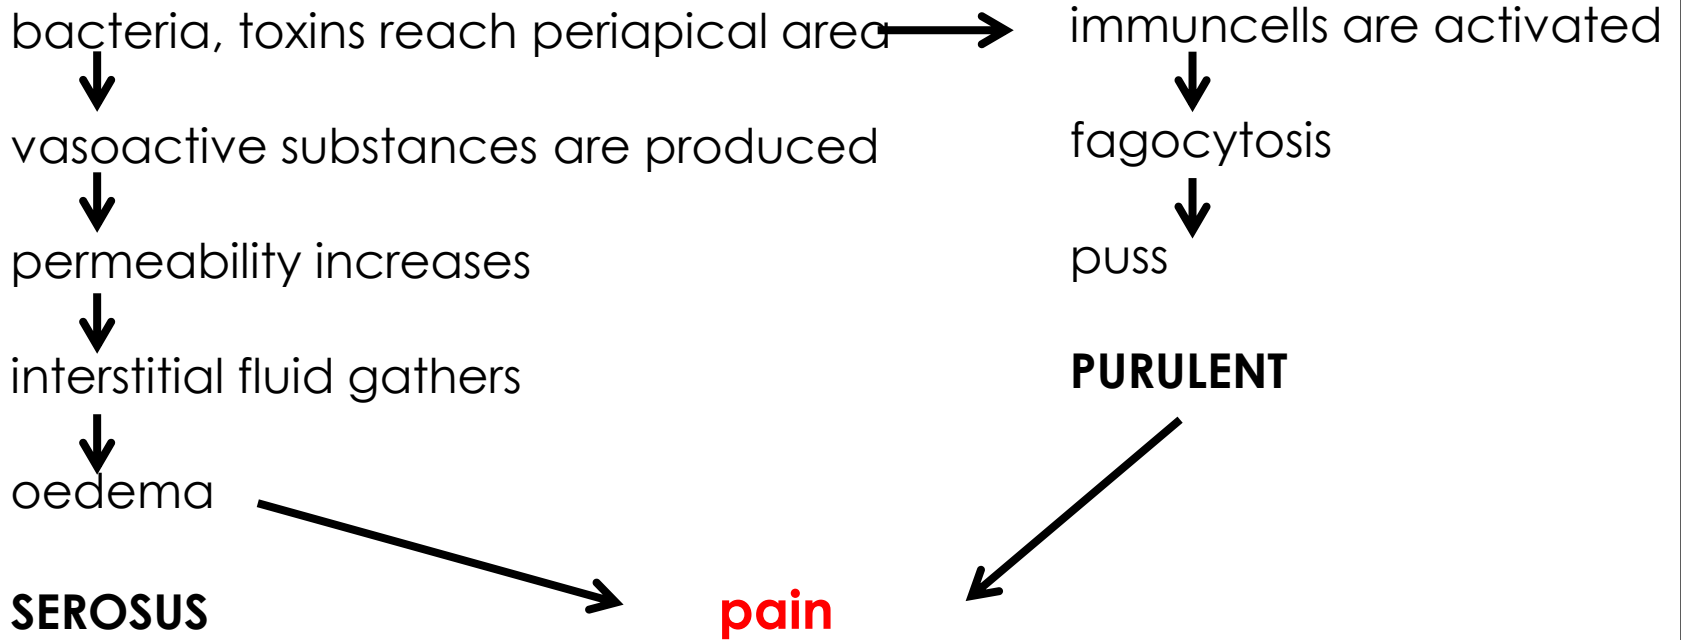 bacteria, toxins reach periapical area
vasoactive substances are produced
permeability increases
interstitial fluid gathers
oedema
SEROSUS
immuncells are activated
fagocytosis
puss
PURULENT
pain